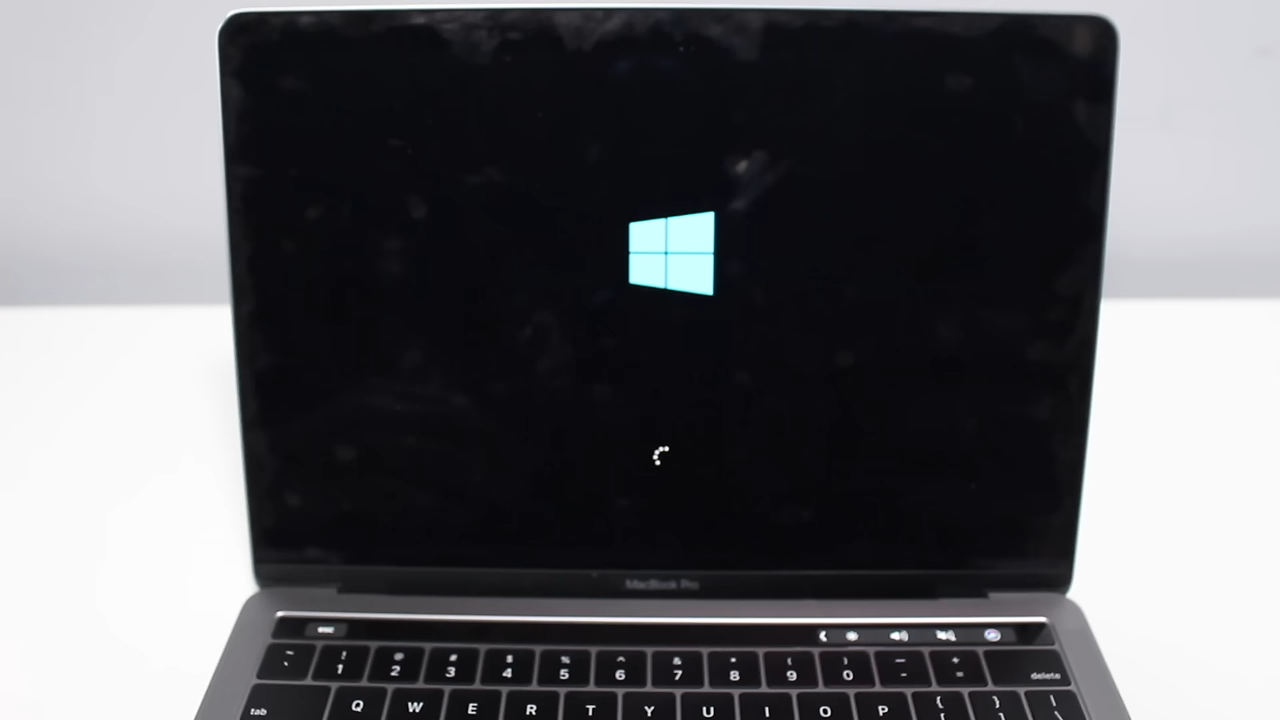 MacBook Pro
esc
~ ! @ # $ % ^ & * ( ) — +
` 1 2 3 4 5 6 7 8 9 0 - = delete
tab Q W E R T Y U I O P { } |
[ ] \